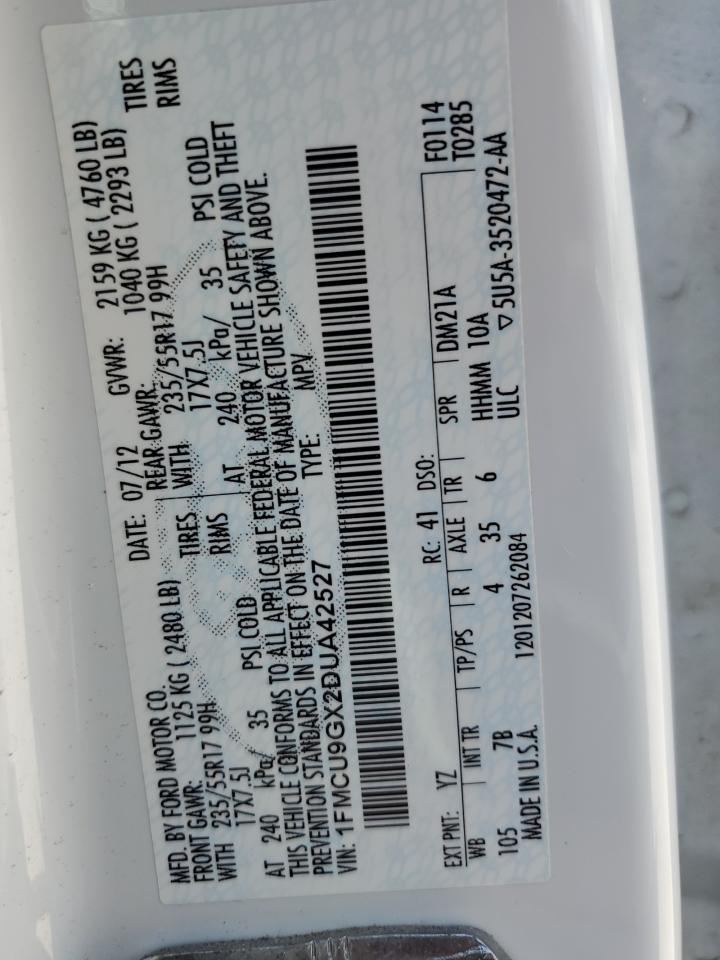 MFD. BY FORD MOTOR CO.
DATE: 07/12 GVWR: 2159 KG ( 4760 LB)
FRONT GAWR: 1125 KG ( 2480 LB) REAR GAWR: 1040 KG ( 2293 LB)
WITH 235/55R17 99H TIRES WITH 235/55R17 99H TIRES
17X7.5J RIMS 17X7.5J RIMS
AT 240 kPa/ 35 PSI COLD AT 240 kPa/ 35 PSI COLD
THIS VEHICLE CONFORMS TO ALL APPLICABLE FEDERAL MOTOR VEHICLE SAFETY AND THEFT
PREVENTION STANDARDS IN EFFECT ON THE DATE OF MANUFACTURE SHOWN ABOVE.
VIN: 1FMCU9GX2DUA42527 TYPE: MPV
EXT PNT: YZ RC: 41 DSO: F0114
WB INT TR TP/PS R AXLE TR SPR DM21A T0285
105 7B 4 35 6 HHMM 10A
MADE IN U.S.A. 120120726 2084 ULC ▽5U5A-3520472-AA